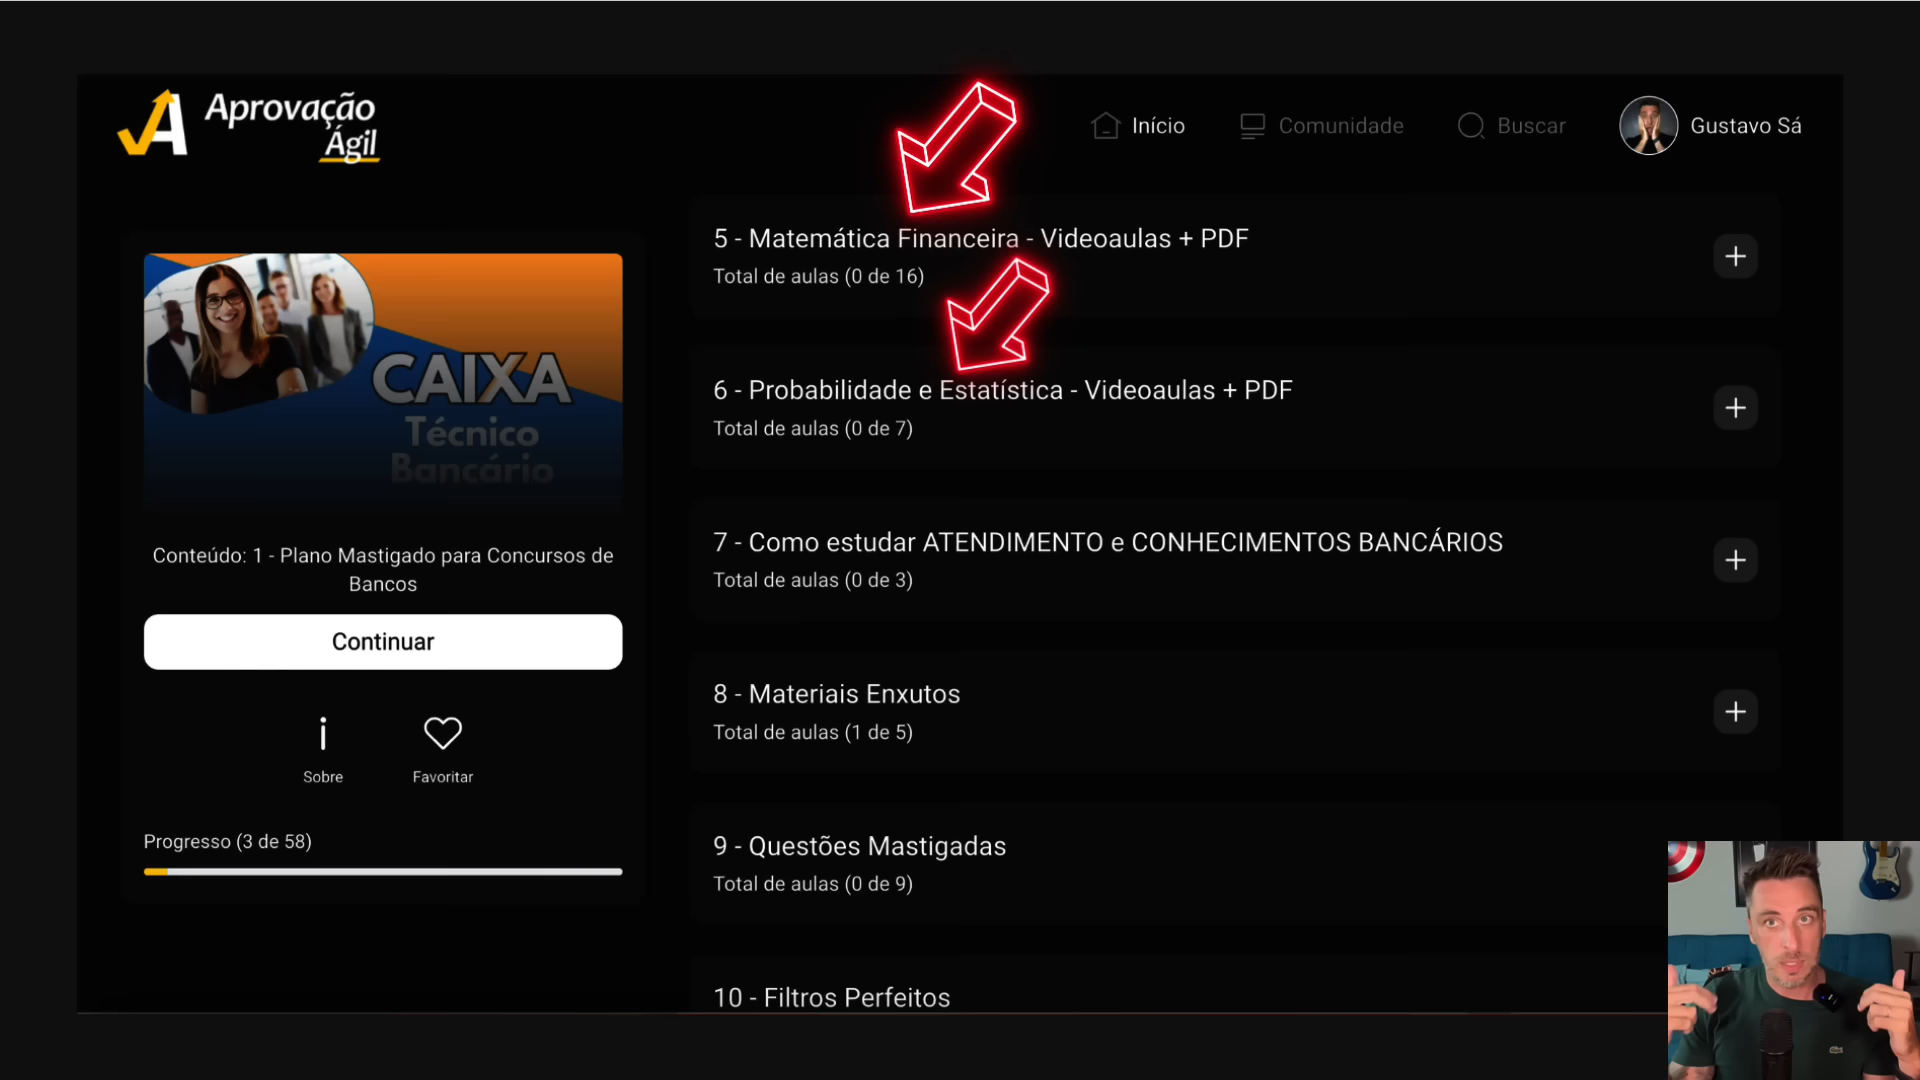 Aprovação
Ágil
Início
Comunidade
Buscar
Gustavo Sá
CAIXA
Técnico
Bancário
Conteúdo: 1 - Plano Mastigado para Concursos de
Bancos
Continuar
Sobre
Favoritar
Progresso (3 de 58)
5 - Matemática Financeira - Videoaulas + PDF
Total de aulas (0 de 16)
6 - Probabilidade e Estatística - Videoaulas + PDF
Total de aulas (0 de 7)
7 - Como estudar ATENDIMENTO e CONHECIMENTOS BANCÁRIOS
Total de aulas (0 de 3)
8 - Materiais Enxutos
Total de aulas (1 de 5)
9 - Questões Mastigadas
Total de aulas (0 de 9)
10 - Filtros Perfeitos